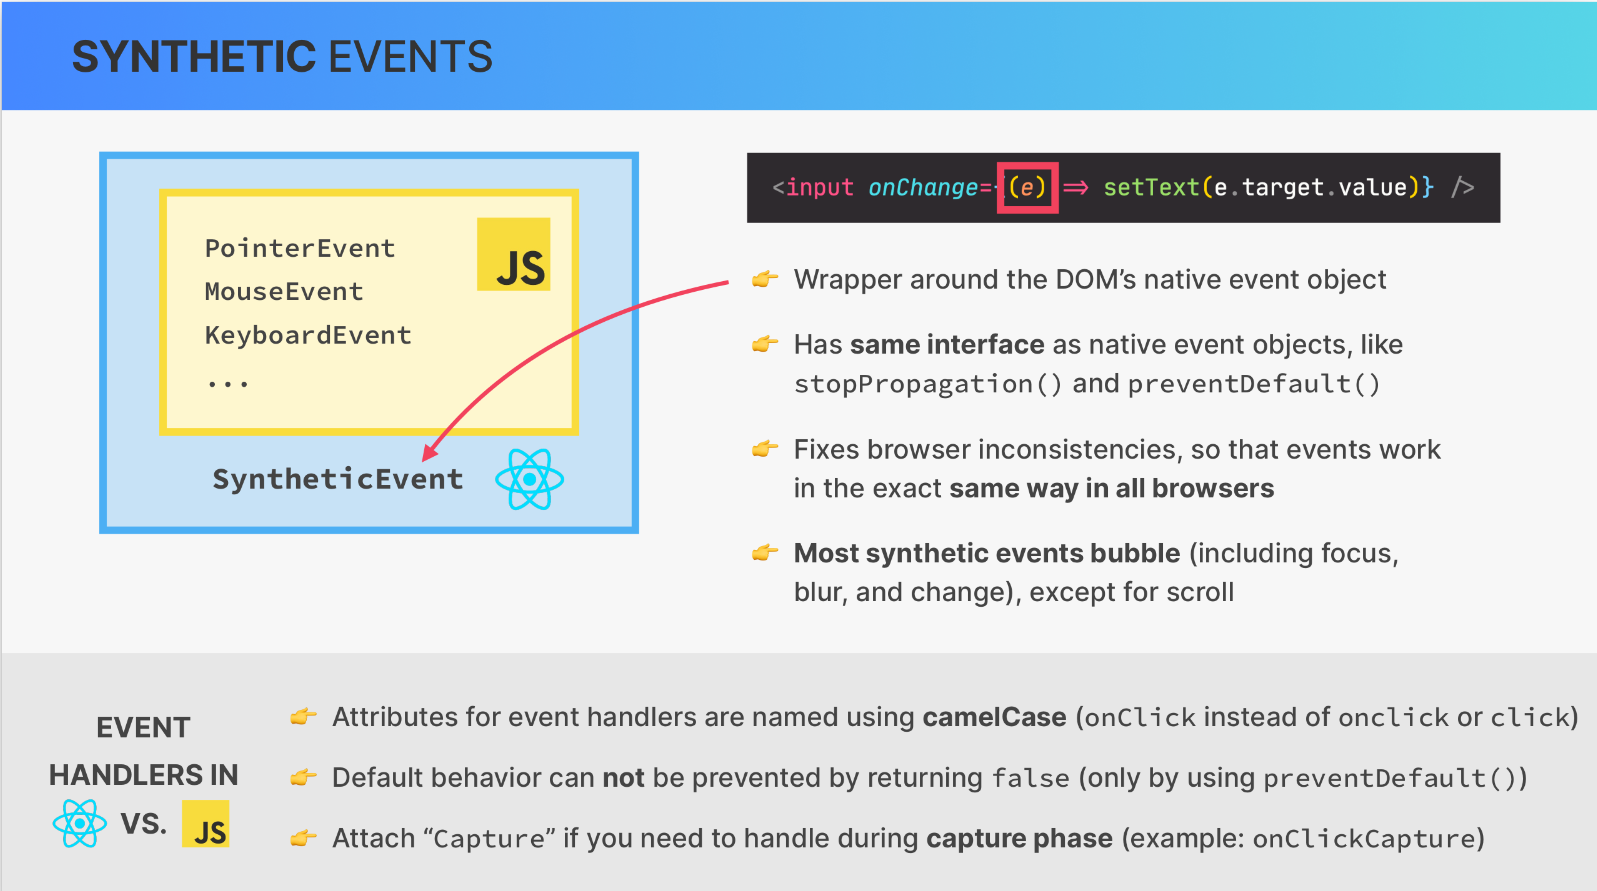 SYNTHETIC EVENTS
PointerEvent
MouseEvent
KeyboardEvent
...
JS
SyntheticEvent
<input onChange={(e) => setText(e.target.value)} />
👉 Wrapper around the DOM’s native event object
👉 Has same interface as native event objects, like
stopPropagation() and preventDefault()
👉 Fixes browser inconsistencies, so that events work
in the exact same way in all browsers
👉 Most synthetic events bubble (including focus,
blur, and change), except for scroll
EVENT
HANDLERS IN
VS. JS
👉 Attributes for event handlers are named using camelCase (onClick instead of onclick or click)
👉 Default behavior can not be prevented by returning false (only by using preventDefault())
👉 Attach “Capture” if you need to handle during capture phase (example: onClickCapture)